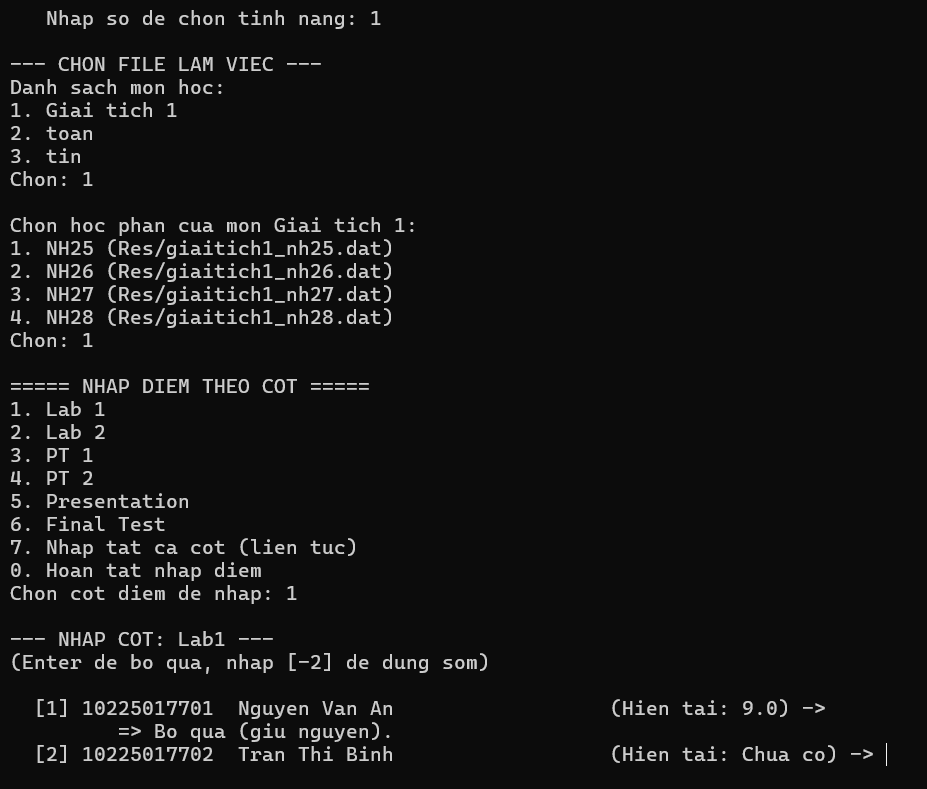 Nhap so de chon tinh nang: 1
--- CHON FILE LAM VIEC ---
Danh sach mon hoc:
1. Giai tich 1
2. toan
3. tin
Chon: 1
Chon hoc phan cua mon Giai tich 1:
1. NH25 (Res/giaitich1_nh25.dat)
2. NH26 (Res/giaitich1_nh26.dat)
3. NH27 (Res/giaitich1_nh27.dat)
4. NH28 (Res/giaitich1_nh28.dat)
Chon: 1
===== NHAP DIEM THEO COT =====
1. Lab 1
2. Lab 2
3. PT 1
4. PT 2
5. Presentation
6. Final Test
7. Nhap tat ca cot (lien tuc)
0. Hoan tat nhap diem
Chon cot diem de nhap: 1
--- NHAP COT: Lab1 ---
(Enter de bo qua, nhap [-2] de dung som)
[1] 10225017701  Nguyen Van An                  (Hien tai: 9.0) ->
=> Bo qua (giu nguyen).
[2] 10225017702  Tran Thi Binh                  (Hien tai: Chua co) ->